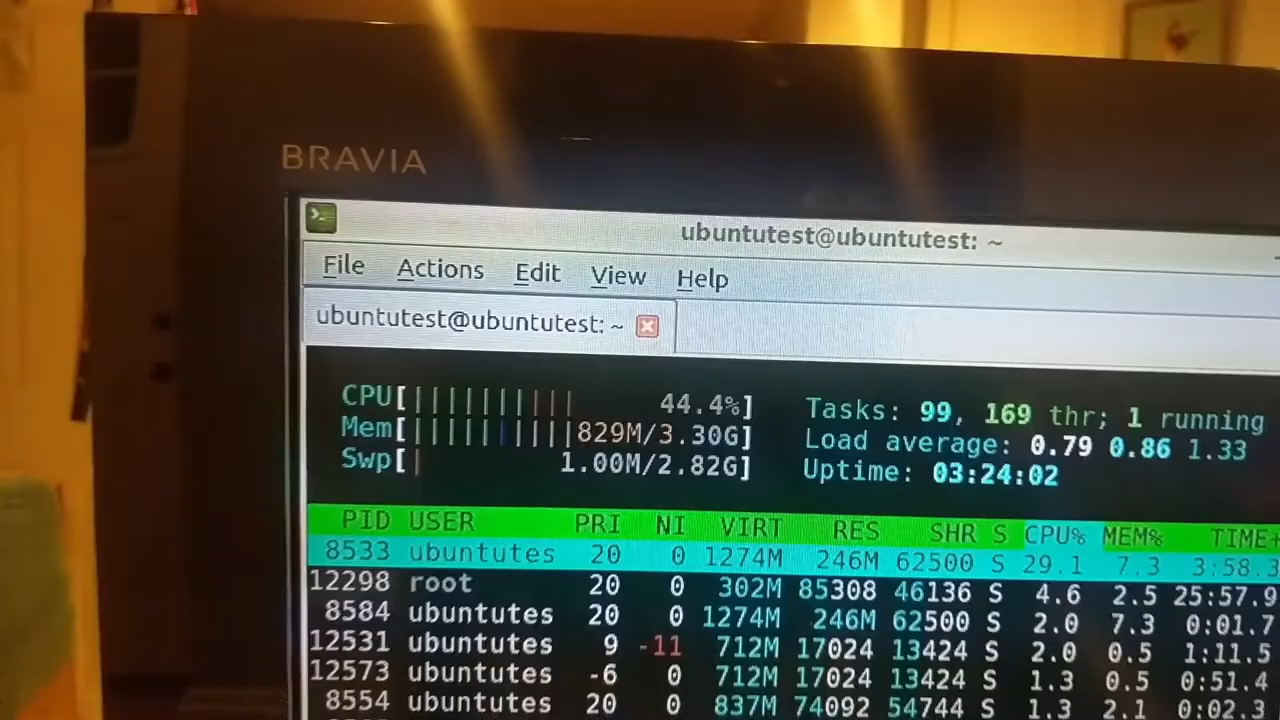 BRAVIA
ubuntutest@ubuntutest: ~
File Actions Edit View Help
ubuntutest@ubuntutest: ~
CPU[||||||||||| 44.4%] Tasks: 99, 169 thr; 1 running
Mem[|||||||||||829M/3.30G] Load average: 0.79 0.86 1.33
Swp[| 1.00M/2.82G] Uptime: 03:24:02
PID USER PRI NI VIRT RES SHR S CPU% MEM% TIME+
8533 ubuntutes 20 0 1274M 246M 62500 S 29.1 7.3 3:58.3
12298 root 20 0 302M 85308 46136 S 4.6 2.5 25:57.9
8584 ubuntutes 20 0 1274M 246M 62500 S 2.0 7.3 0:01.7
12531 ubuntutes 9 -11 712M 17024 13424 S 2.0 0.5 1:11.5
12573 ubuntutes -6 0 712M 17024 13424 S 1.3 0.5 0:51.4
8554 ubuntutes 20 0 837M 74092 54744 S 1.3 2.1 0:02.3